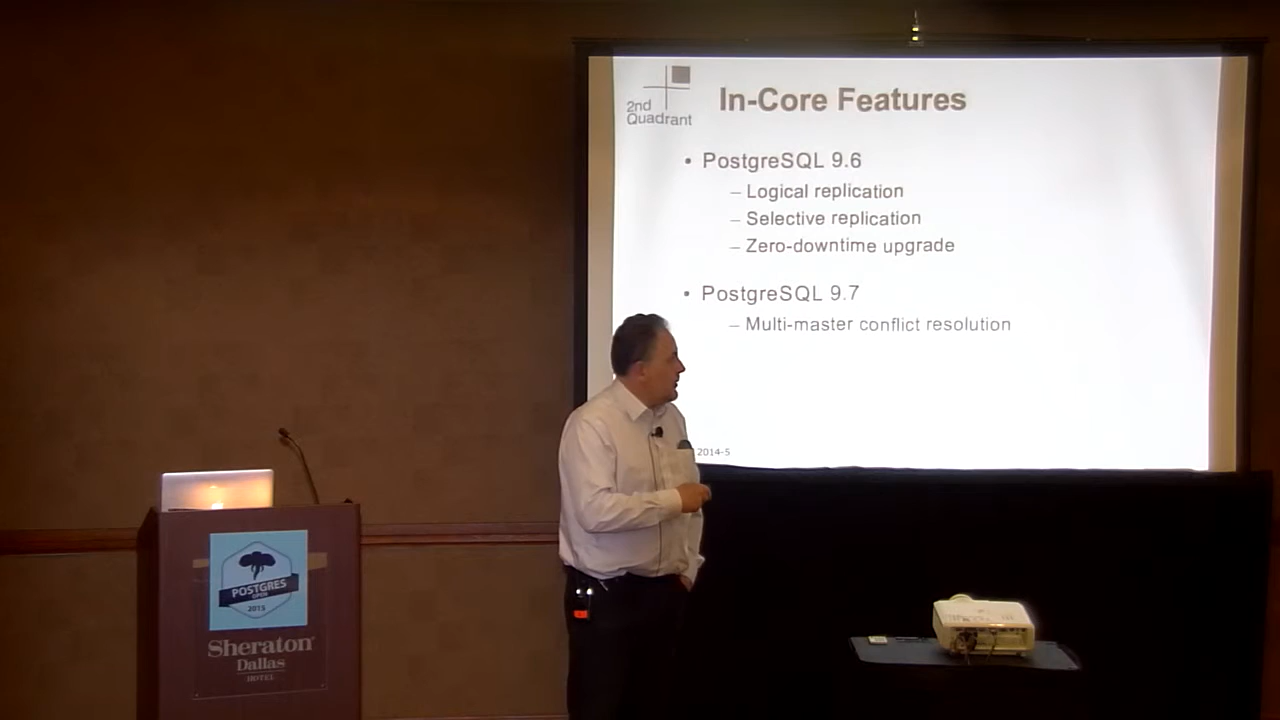 2nd
Quadrant
In-Core Features
• PostgreSQL 9.6
– Logical replication
– Selective replication
– Zero-downtime upgrade
• PostgreSQL 9.7
– Multi-master conflict resolution
2014-5
POSTGRES
OPEN
2015
Sheraton
Dallas
HOTEL